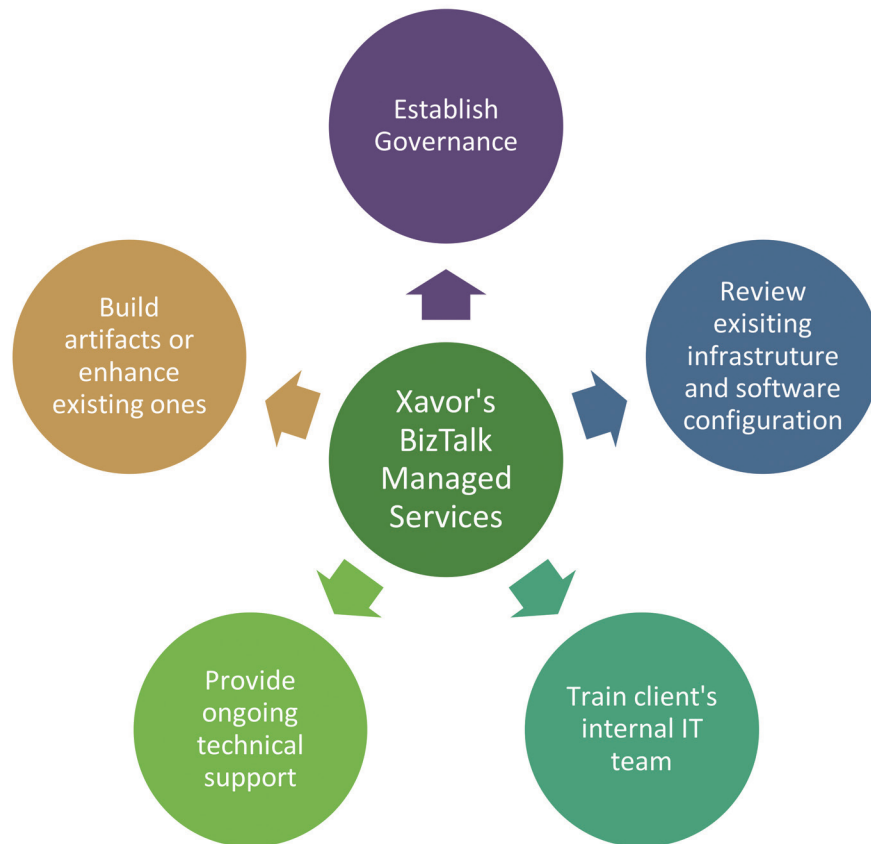 Establish
Governance
Build
artifacts or
enhance
existing ones
Review
exisiting
infrastruture
and software
configuration
Xavor's
BizTalk
Managed
Services
Provide
ongoing
technical
support
Train client's
internal IT
team